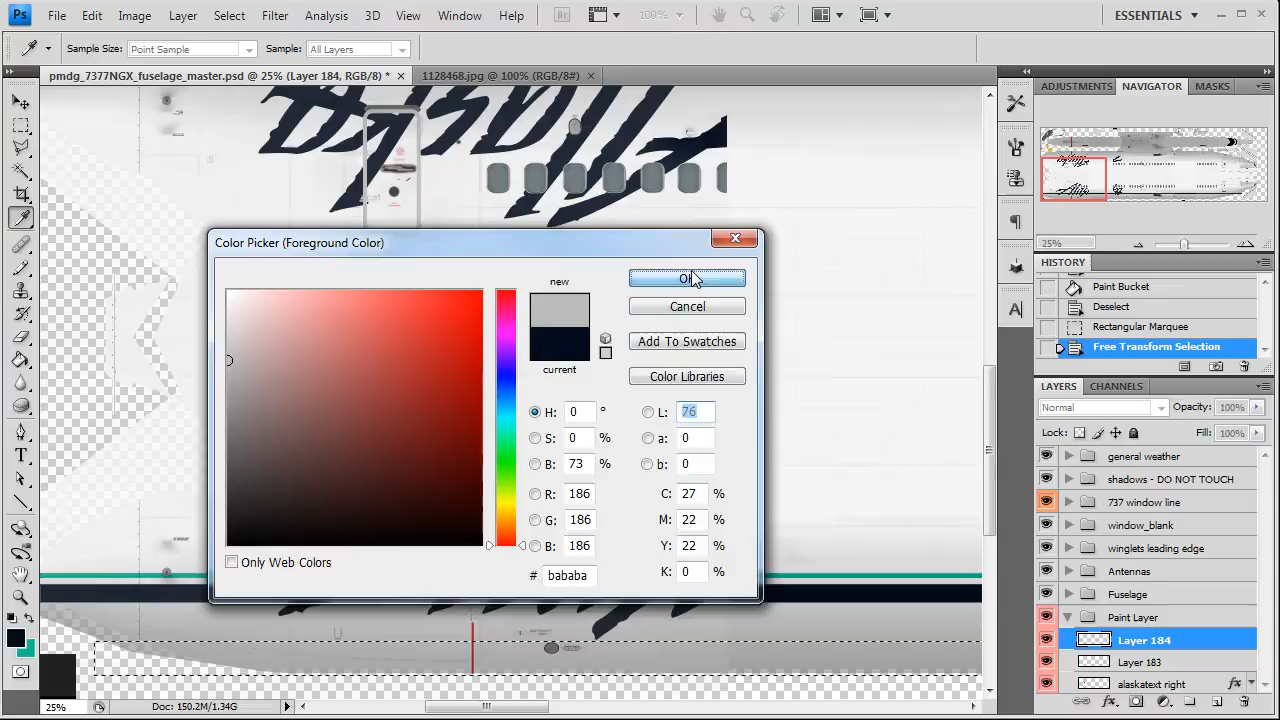 Ps File Edit Image Layer Select Filter Analysis 3D View Window Help Br 100% ESSENTIALS
Sample Size: Point Sample Sample: All Layers
pmdg_7377NGX_fuselage_master.psd @ 25% (Layer 184, RGB/8) * × 1128468.jpg @ 100% (RGB/8#) ×
ADJUSTMENTS NAVIGATOR MASKS
25%
HISTORY
Paint Bucket
Deselect
Rectangular Marquee
Free Transform Selection
LAYERS CHANNELS
Normal Opacity: 100%
Lock: Fill: 100%
general weather
shadows - DO NOT TOUCH
737 window line
window_blank
winglets leading edge
Antennas
Fuselage
Paint Layer
Layer 184
Layer 183
alaskatext right fx
Color Picker (Foreground Color)
new
current
OK
Cancel
Add To Swatches
Color Libraries
H: 0 ° L: 76
S: 0 % a: 0
B: 73 % b: 0
R: 186 C: 27 %
G: 186 M: 22 %
B: 186 Y: 22 %
# bababa K: 0 %
Only Web Colors
25% Doc: 150.2M/1.34G